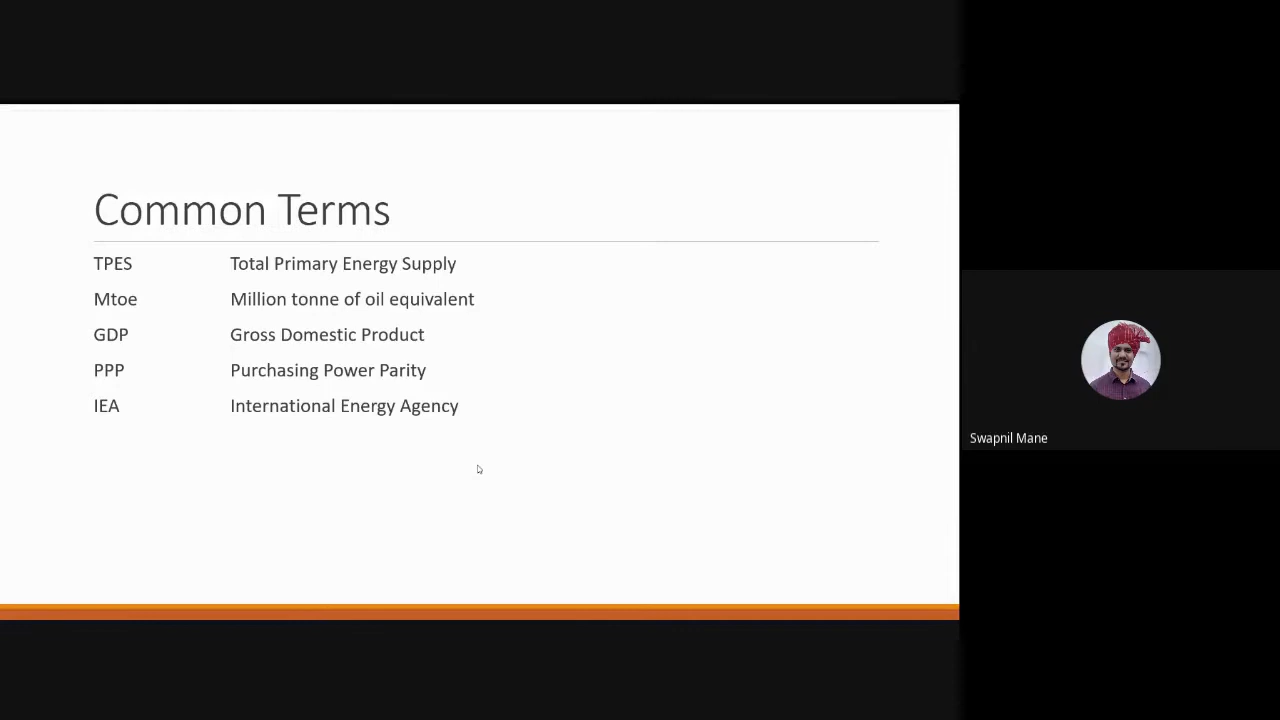 Common Terms
TPES Total Primary Energy Supply
Mtoe Million tonne of oil equivalent
GDP Gross Domestic Product
PPP Purchasing Power Parity
IEA International Energy Agency
Swapnil Mane